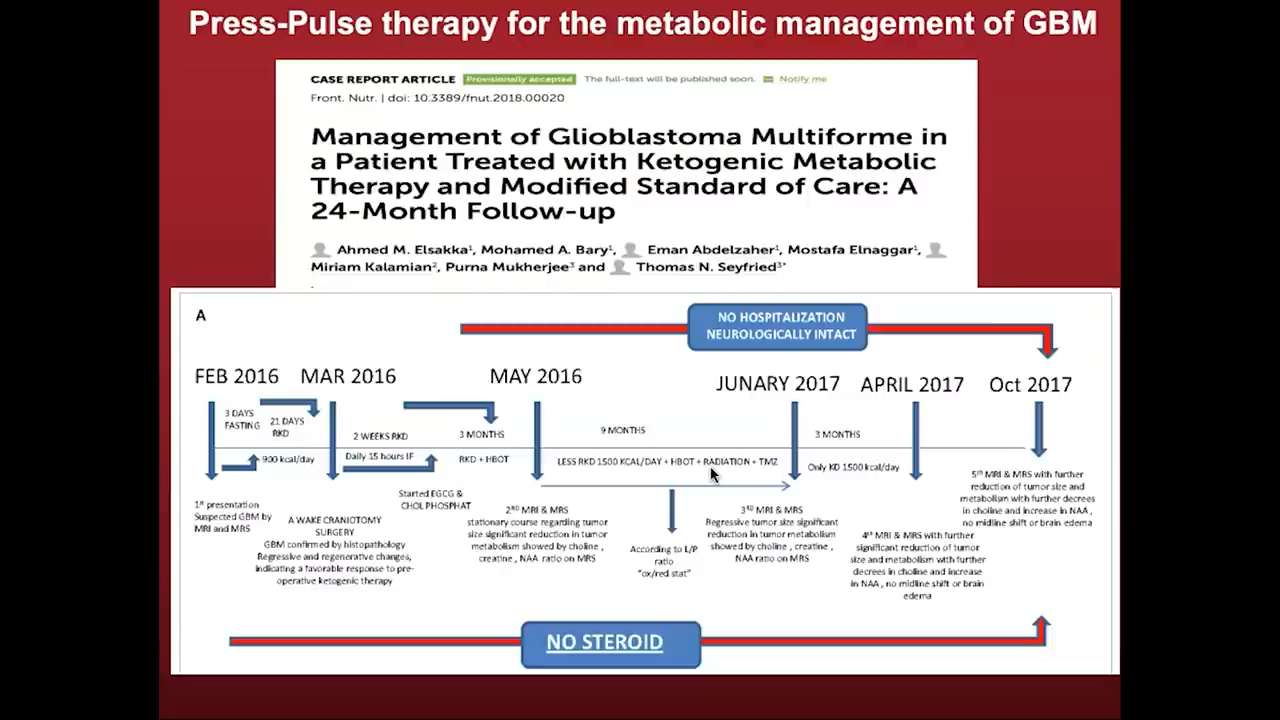 Press-Pulse therapy for the metabolic management of GBM
CASE REPORT ARTICLE Provisionally accepted The full-text will be published soon. Notify me
Front. Nutr. | doi: 10.3389/fnut.2018.00020
Management of Glioblastoma Multiforme in
a Patient Treated with Ketogenic Metabolic
Therapy and Modified Standard of Care: A
24-Month Follow-up
Ahmed M. Elsakka¹, Mohamed A. Bary¹, Eman Abdelzaher¹, Mostafa Elnaggar¹,
Miriam Kalamian², Purna Mukherjee³ and Thomas N. Seyfried³*
A
NO HOSPITALIZATION
NEUROLOGICALLY INTACT
FEB 2016
MAR 2016
MAY 2016
JUNARY 2017
APRIL 2017
Oct 2017
3 DAYS
FASTING
21 DAYS
RKD
900 kcal/day
2 WEEKS RKD
Daily 15 hours IF
3 MONTHS
RKD + HBOT
9 MONTHS
LESS RKD 1500 KCAL/DAY + HBOT + RADIATION + TMZ
3 MONTHS
Only KD 1500 kcal/day
1ˢᵗ presentation
Suspected GBM by
MRI and MRS
A WAKE CRANIOTOMY
SURGERY
GBM confirmed by histopathology
Regressive and regenerative changes,
indicating a favorable response to pre-
operative ketogenic therapy
Started EGCG &
CHOL PHOSPHAT
2ᴺᴰ MRI & MRS
stationary course regarding tumor
size significant reduction in tumor
metabolism showed by choline ,
creatine , NAA ratio on MRS
According to L/P
ratio
"ox/red stat"
3ᴿᴰ MRI & MRS
Regressive tumor size significant
reduction in tumor metabolism
showed by choline , creatine ,
NAA ratio on MRS
4ᵗʰ MRI & MRS with further
significant reduction of tumor
size and metabolism with further
decrees in choline and increase
in NAA , no midline shift or brain
edema
5ᵗʰ MRI & MRS with further
reduction of tumor size and
metabolism with further decrees
in choline and increase in NAA,
no midline shift or brain edema
NO STEROID